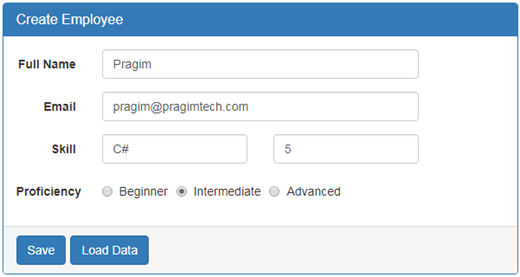 Create Employee
Full Name Pragim
Email pragim@pragimtech.com
Skill C# 5
Proficiency Beginner Intermediate Advanced
Save Load Data